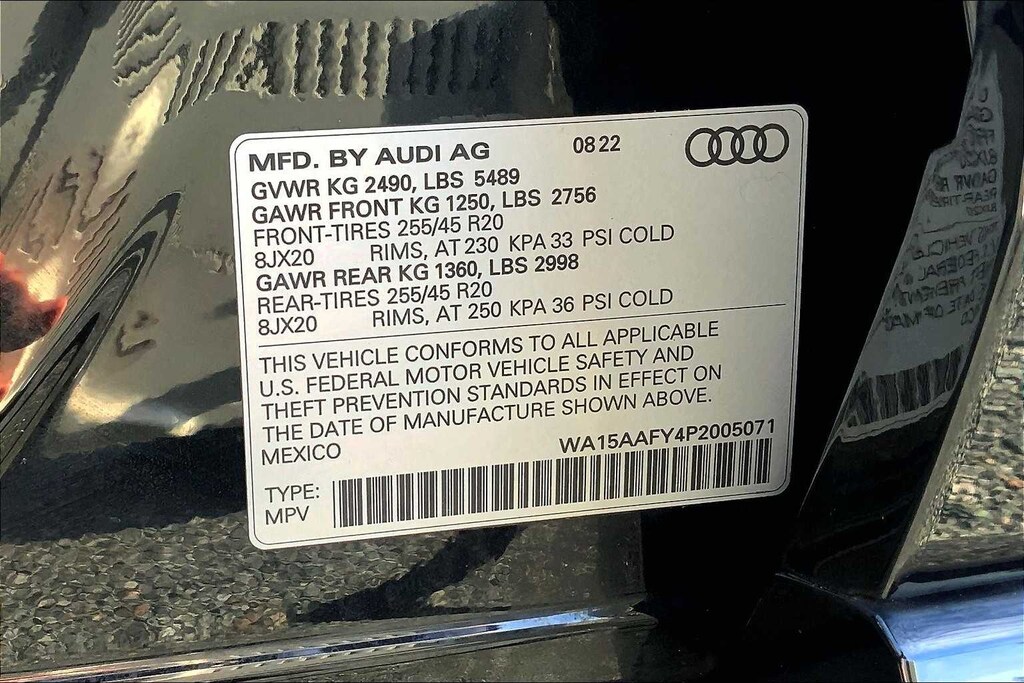 MFD. BY AUDI AG 0822
GVWR KG 2490, LBS 5489
GAWR FRONT KG 1250, LBS 2756
FRONT-TIRES 255/45 R20
8JX20 RIMS, AT 230 KPA 33 PSI COLD
GAWR REAR KG 1360, LBS 2998
REAR-TIRES 255/45 R20
8JX20 RIMS, AT 250 KPA 36 PSI COLD
THIS VEHICLE CONFORMS TO ALL APPLICABLE
U.S. FEDERAL MOTOR VEHICLE SAFETY AND
THEFT PREVENTION STANDARDS IN EFFECT ON
THE DATE OF MANUFACTURE SHOWN ABOVE.
MEXICO
WA15AAFY4P2005071
TYPE:
MPV